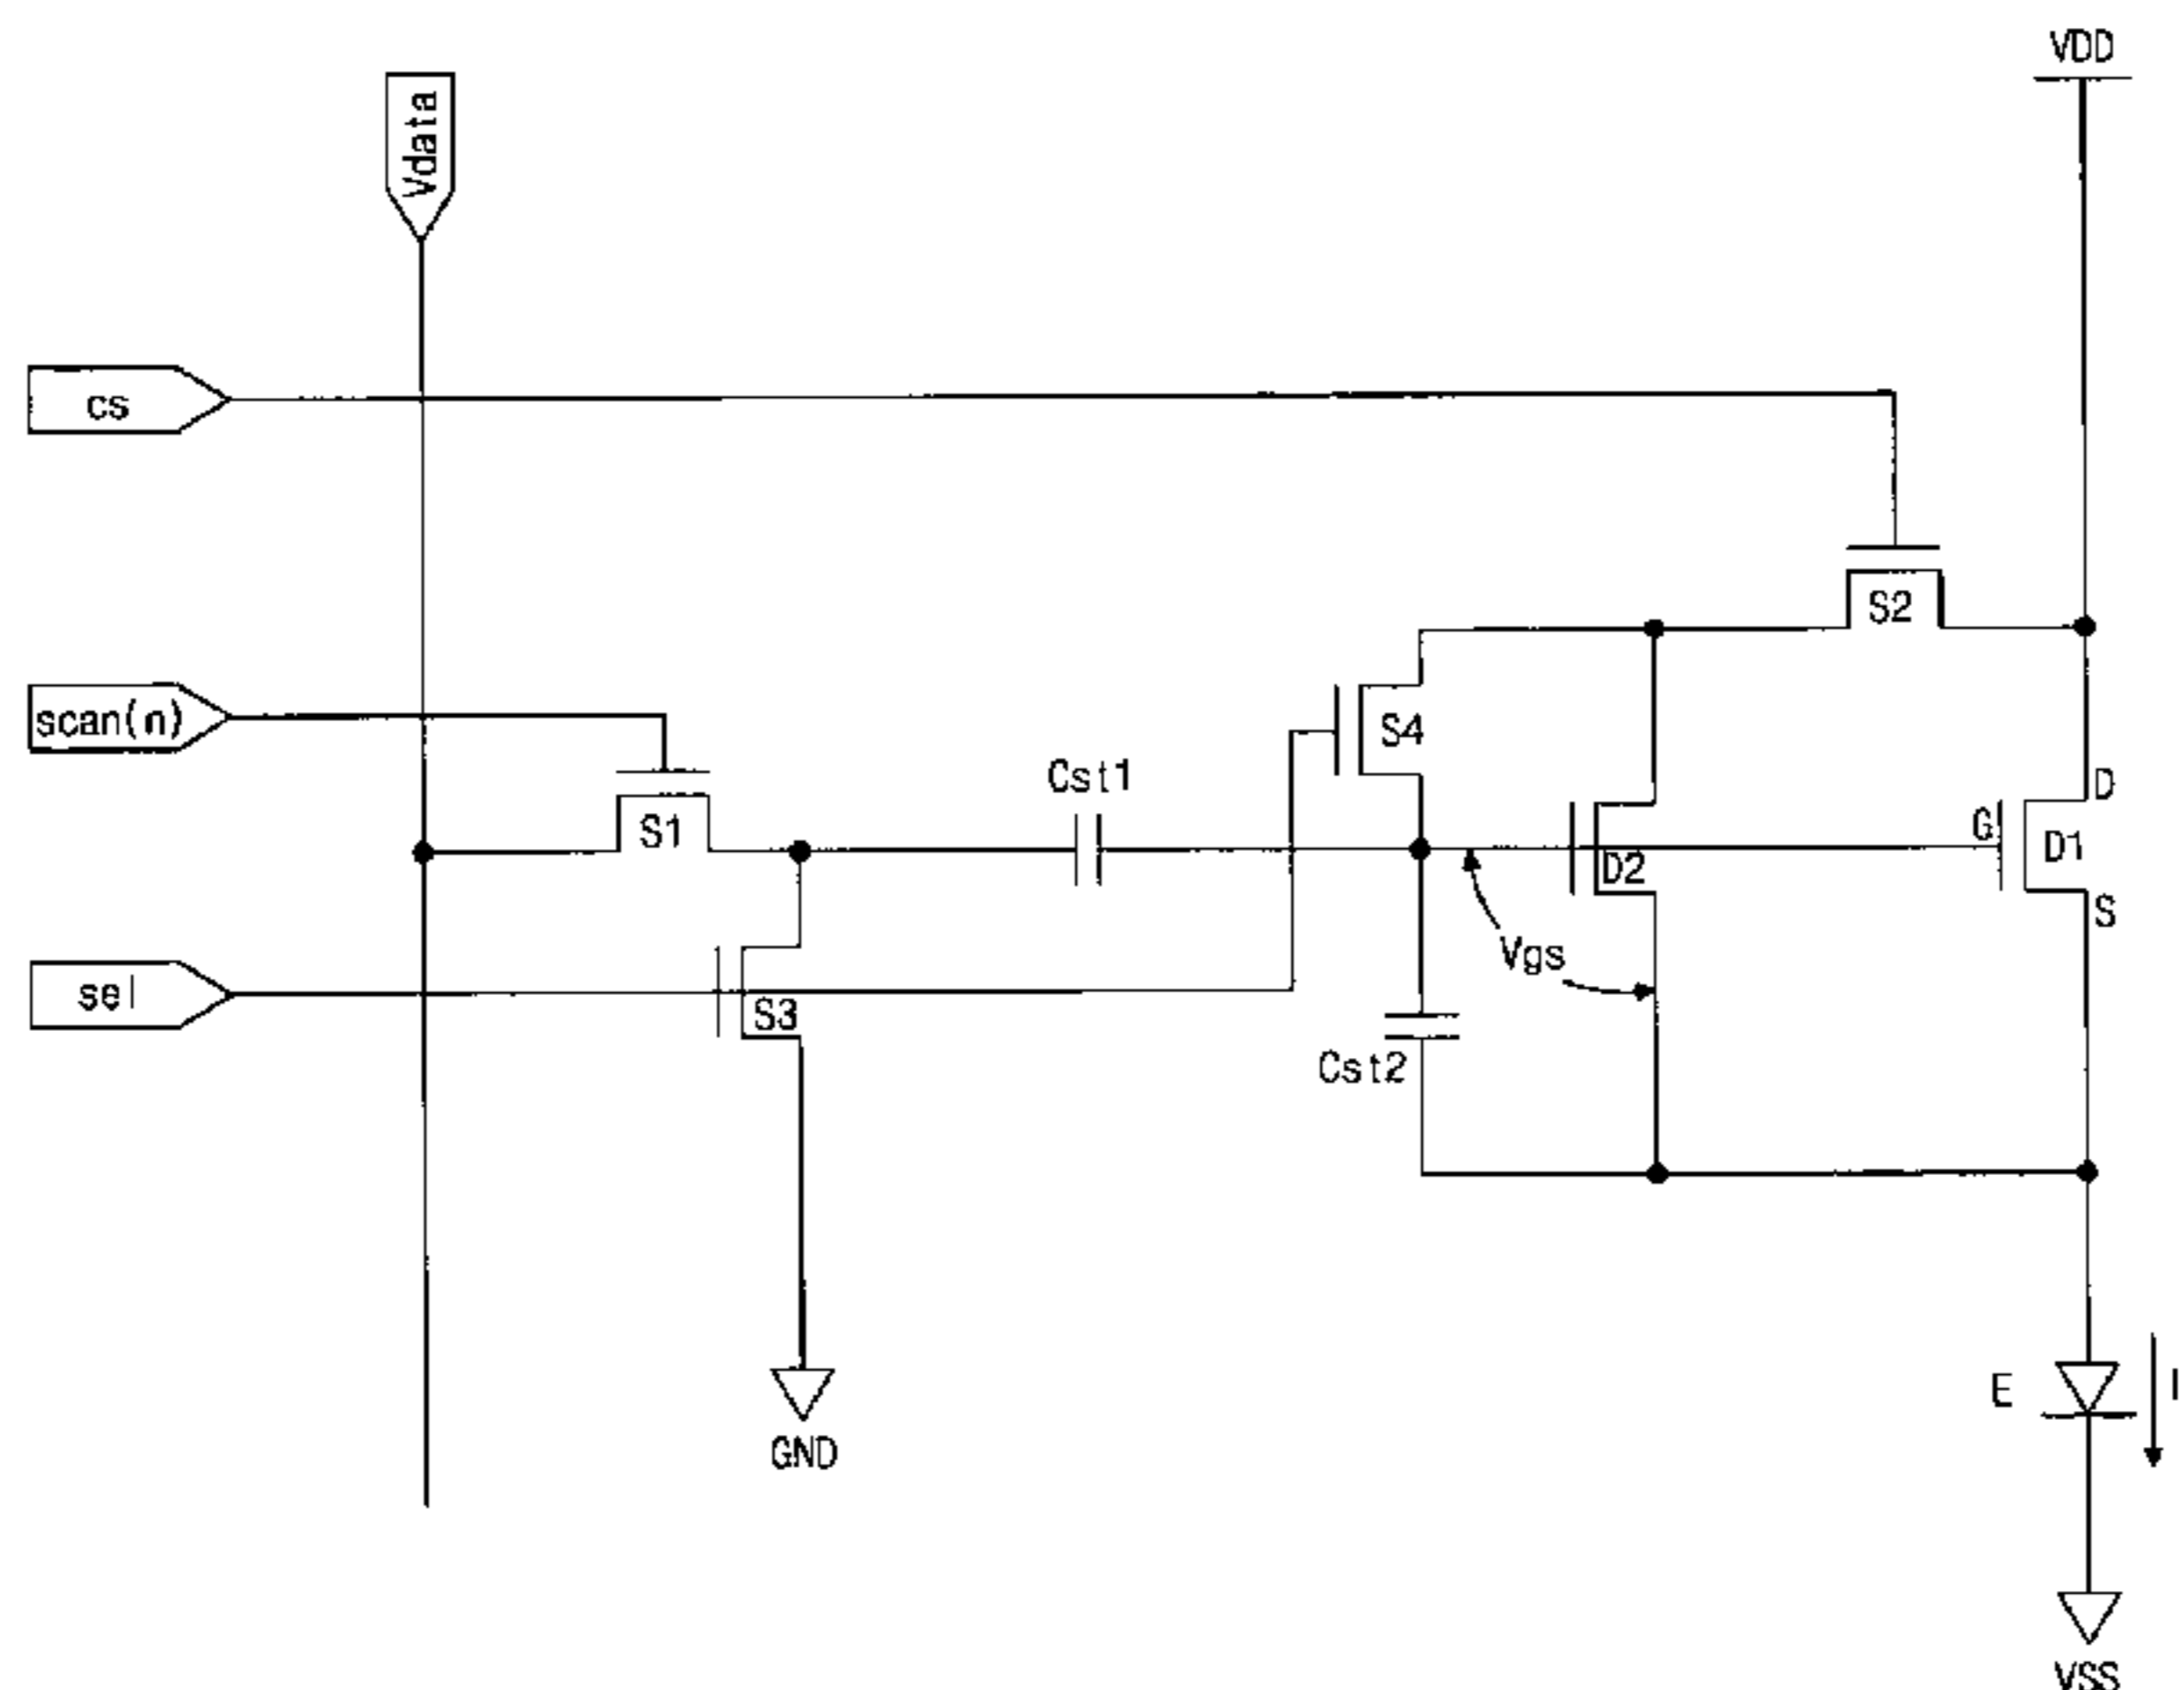 VDD
Vdata
cs
S2
scan(n)
S4
Cst1
D
G
S1
D1
D2
S
Vgs
sel
S3
Cst2
E
I
GND
VSS